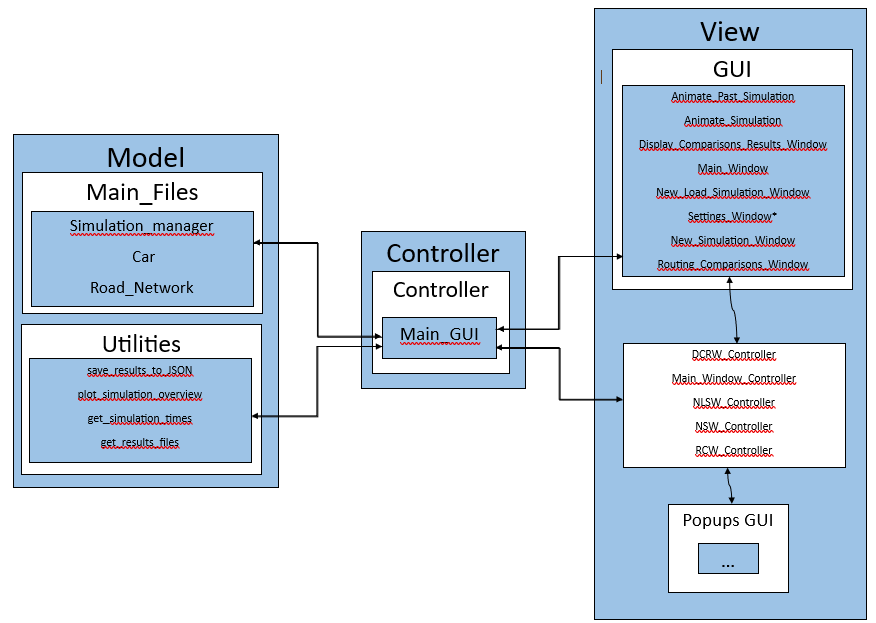 Model
Main_Files
Simulation_manager
Car
Road_Network
Utilities
save_results_to_JSON
plot_simulation_overview
get_simulation_times
get_results_files
Controller
Controller
Main_GUI
View
GUI
Animate_Past_Simulation
Animate_Simulation
Display_Comparisons_Results_Window
Main_Window
New_Load_Simulation_Window
Settings_Window*
New_Simulation_Window
Routing_Comparisons_Window
DCRW_Controller
Main_Window_Controller
NLSW_Controller
NSW_Controller
RCW_Controller
Popups GUI
...